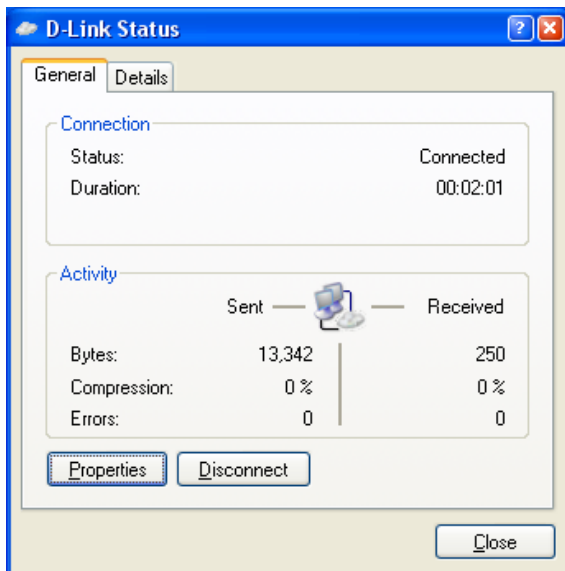 D-Link Status
General Details
Connection
Status: Connected
Duration: 00:02:01
Activity
Sent Received
Bytes: 13,342 250
Compression: 0 % 0 %
Errors: 0 0
Properties Disconnect
Close